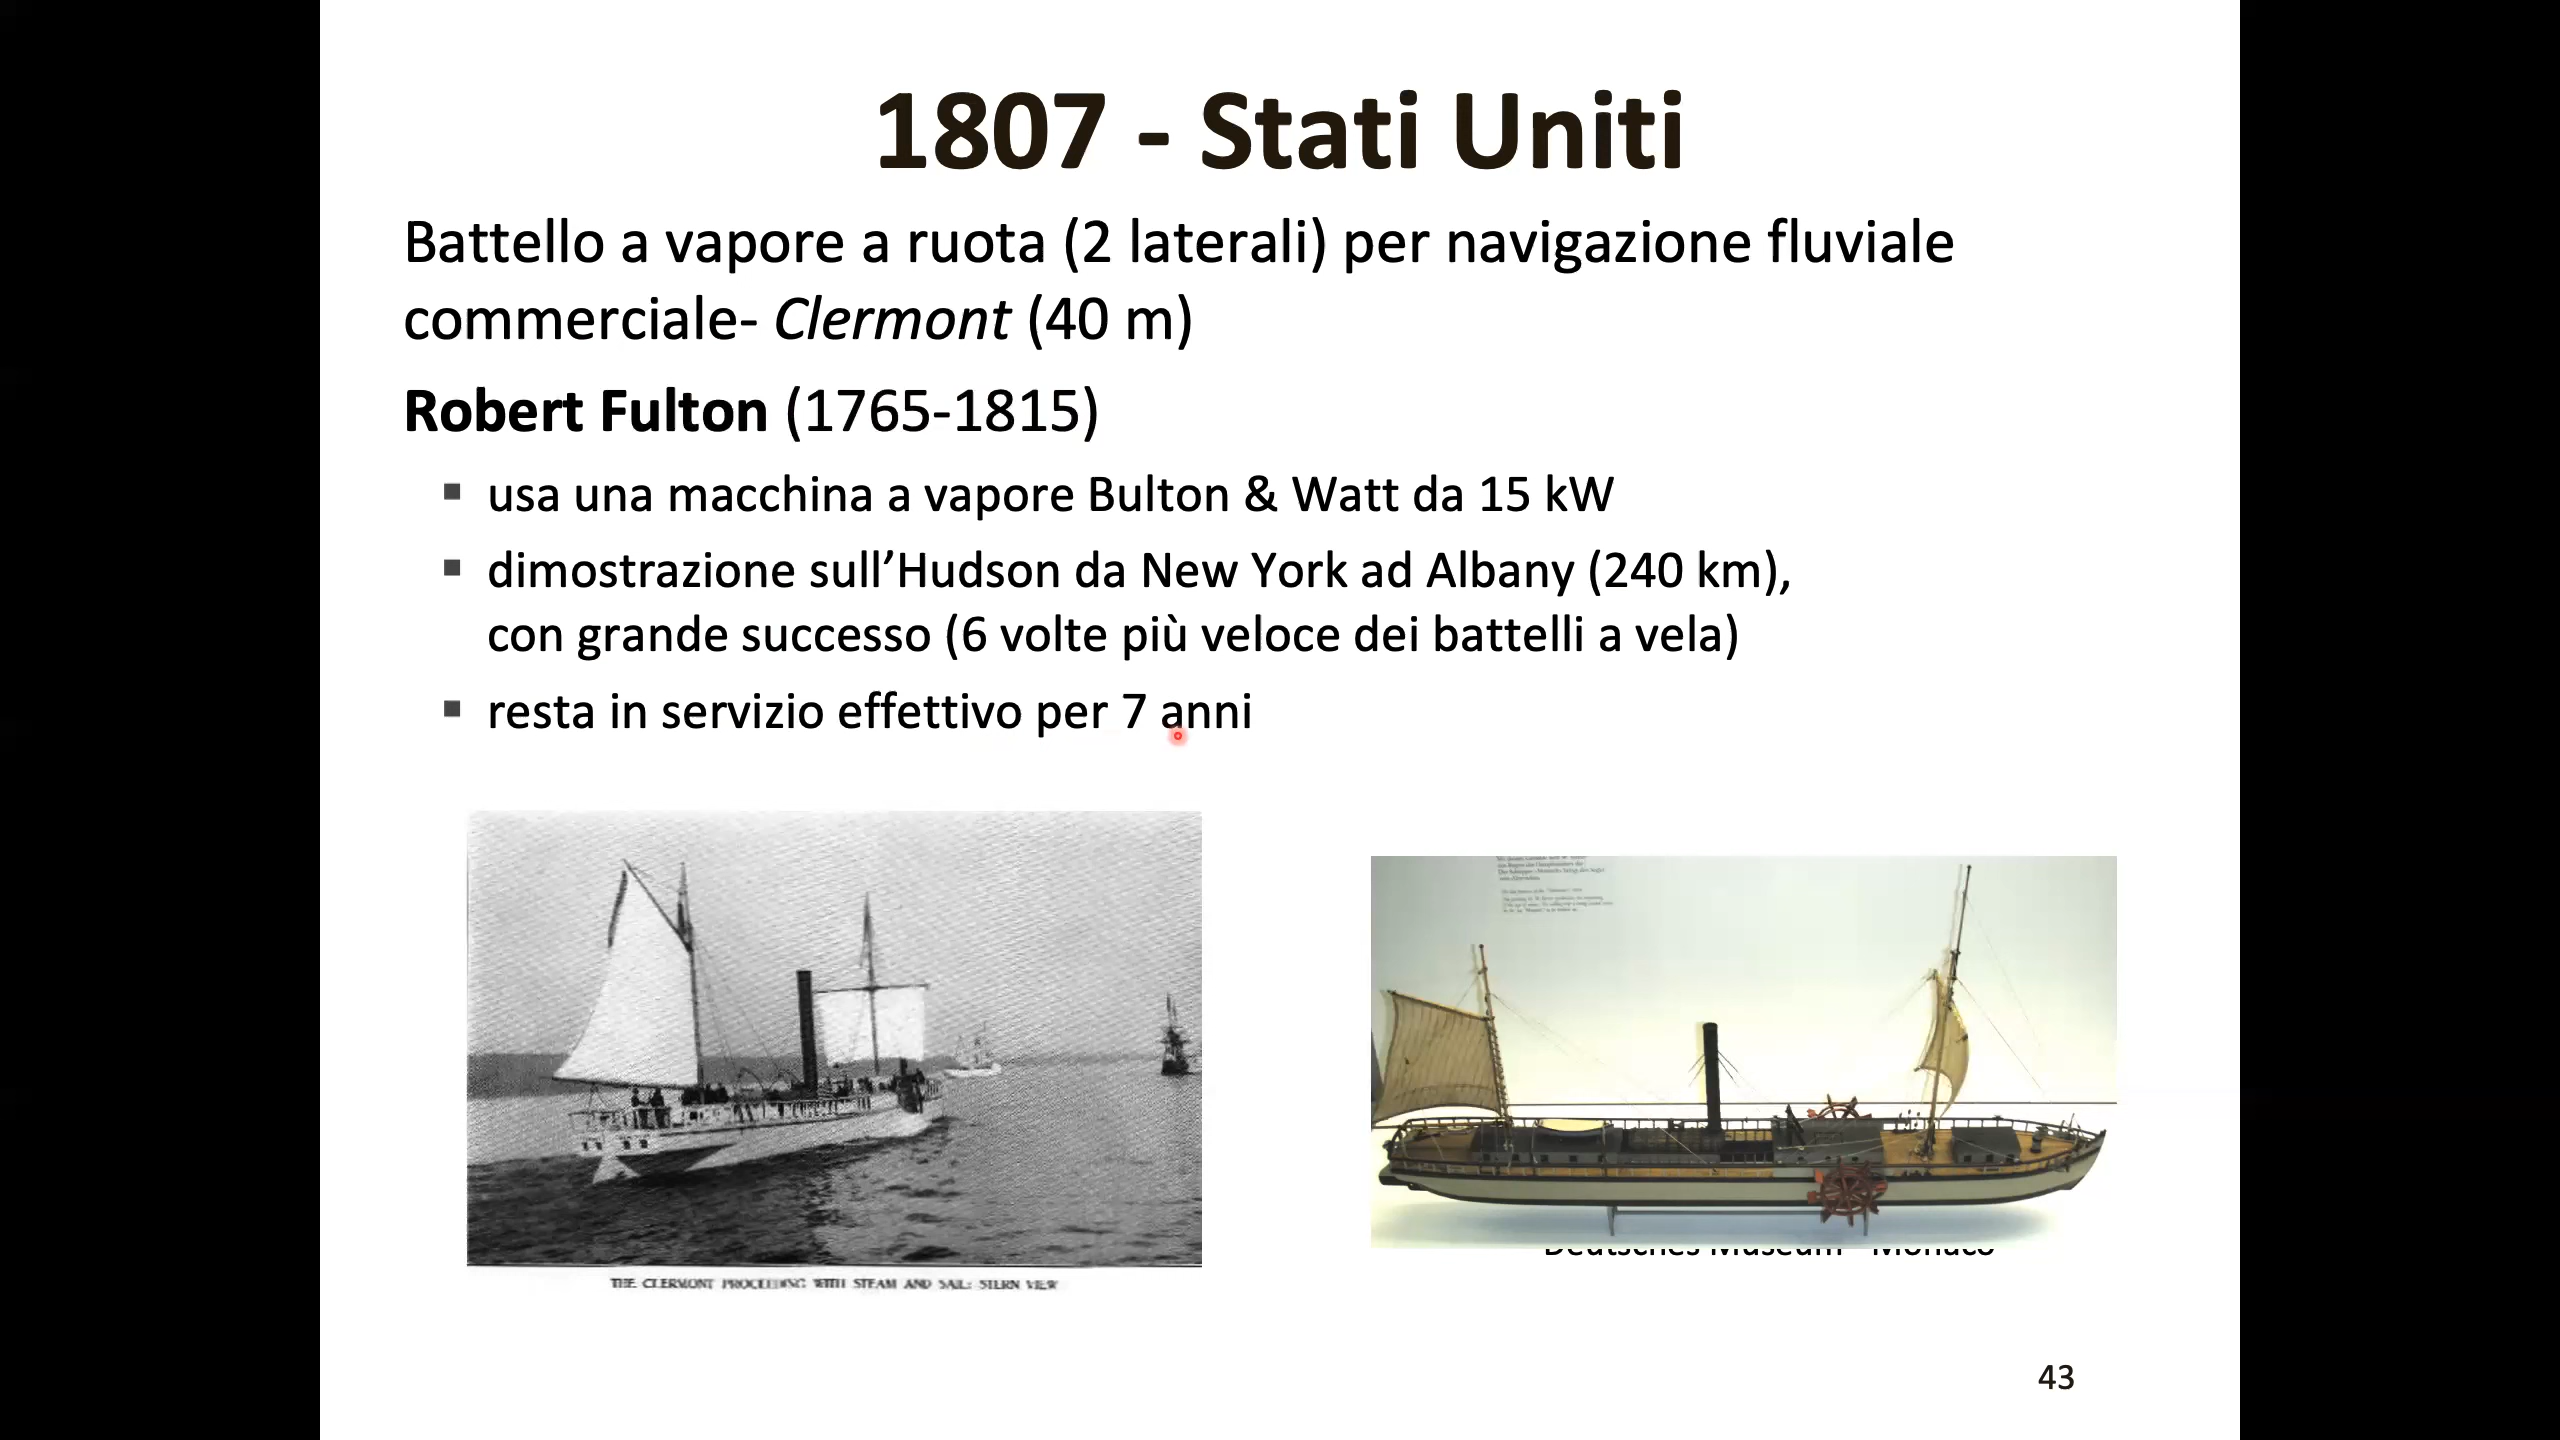 1807 - Stati Uniti
Battello a vapore a ruota (2 laterali) per navigazione fluviale
commerciale- Clermont (40 m)
Robert Fulton (1765-1815)
▪ usa una macchina a vapore Bulton & Watt da 15 kW
▪ dimostrazione sull’Hudson da New York ad Albany (240 km),
con grande successo (6 volte più veloce dei battelli a vela)
▪ resta in servizio effettivo per 7 anni
THE CLERMONT PROCEEDING WITH STEAM AND SAIL: STERN VIEW
Deutsches Museum - Monaco
43